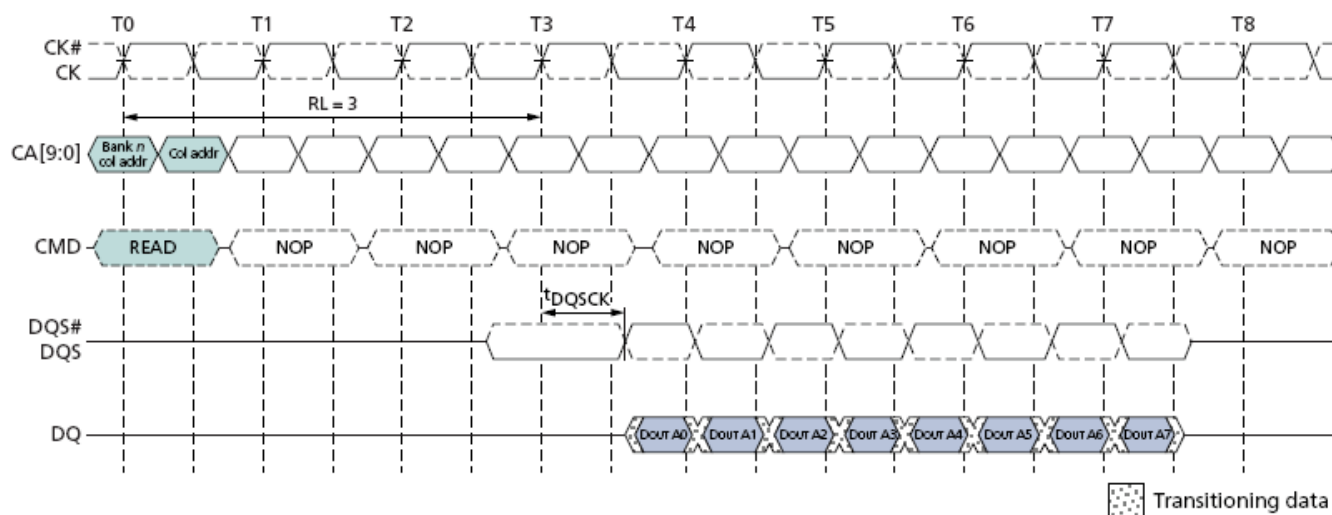 T0 T1 T2 T3 T4 T5 T6 T7 T8
CK#
CK
RL = 3
CA[9:0] Bank n col addr Col addr
CMD READ NOP NOP NOP NOP NOP NOP NOP NOP
tDQSCK
DQS#
DQS
DQ DOUT A0 DOUT A1 DOUT A2 DOUT A3 DOUT A4 DOUT A5 DOUT A6 DOUT A7
Transitioning data